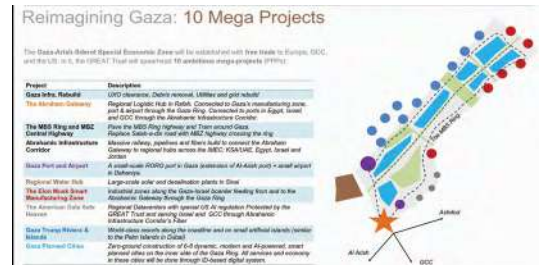 Reimagining Gaza: 10 Mega Projects
The Gaza-Arish-Sderot Special Economic Zone will be established with free trade to Europe, GCC,
and the US. In it, the GREAT Trust will spearhead 10 ambitious mega-projects (PPPs):
Project Description
Gaza Infra. Rebuild UXO clearance, Debris removal, Utilities and grid rebuild
The Abraham Gateway Regional Logistic Hub in Rafah. Connected to Gaza's manufacturing zone,
port & airport through the Gaza Ring. Connected to ports in Egypt, Israel,
and GCC through the Abrahamic Infrastructure Corridor.
The MBS Ring and MBZ Pave the MBS Ring highway and Tram around Gaza.
Central Highway Replace Salah-a-din road with MBZ highway crossing the ring
Abrahamic Infrastructure Massive railway, pipelines and fibers build to connect the Abraham
Corridor Gateway to regional trains across the IMEC: KSA/UAE, Egypt, Israel and
Jordan
Gaza Port and Airport A small-scale RORO port in Gaza (extension of Al-Arish port) + small airport
in Dahaniya.
Regional Water Hub Large-scale solar and desalination plants in Sinai
The Elon Musk Smart Industrial zones along the Gaza-Israel boarder feeding from and to the
Manufacturing Zone Abrahamic Gateway through the Gaza Ring
The American Data Safe Regional Datacenters with special US AI regulation Protected by the
Heaven GREAT Trust and serving Israel and GCC through Abrahamic
Infrastructure Corridor's Fiber
Gaza Trump Riviera & World-class resorts along the coastline and on small artificial islands (similar
Islands to the Palm Islands in Dubai)
Gaza Planned Cities Zero-ground construction of 6-8 dynamic, modern and AI-powered, smart
planned cities on the inner side of the Gaza Ring. All services and economy
in these cities will be done through ID-based digital system.
The MBS Ring
Ashdod
Al-Arish
GCC